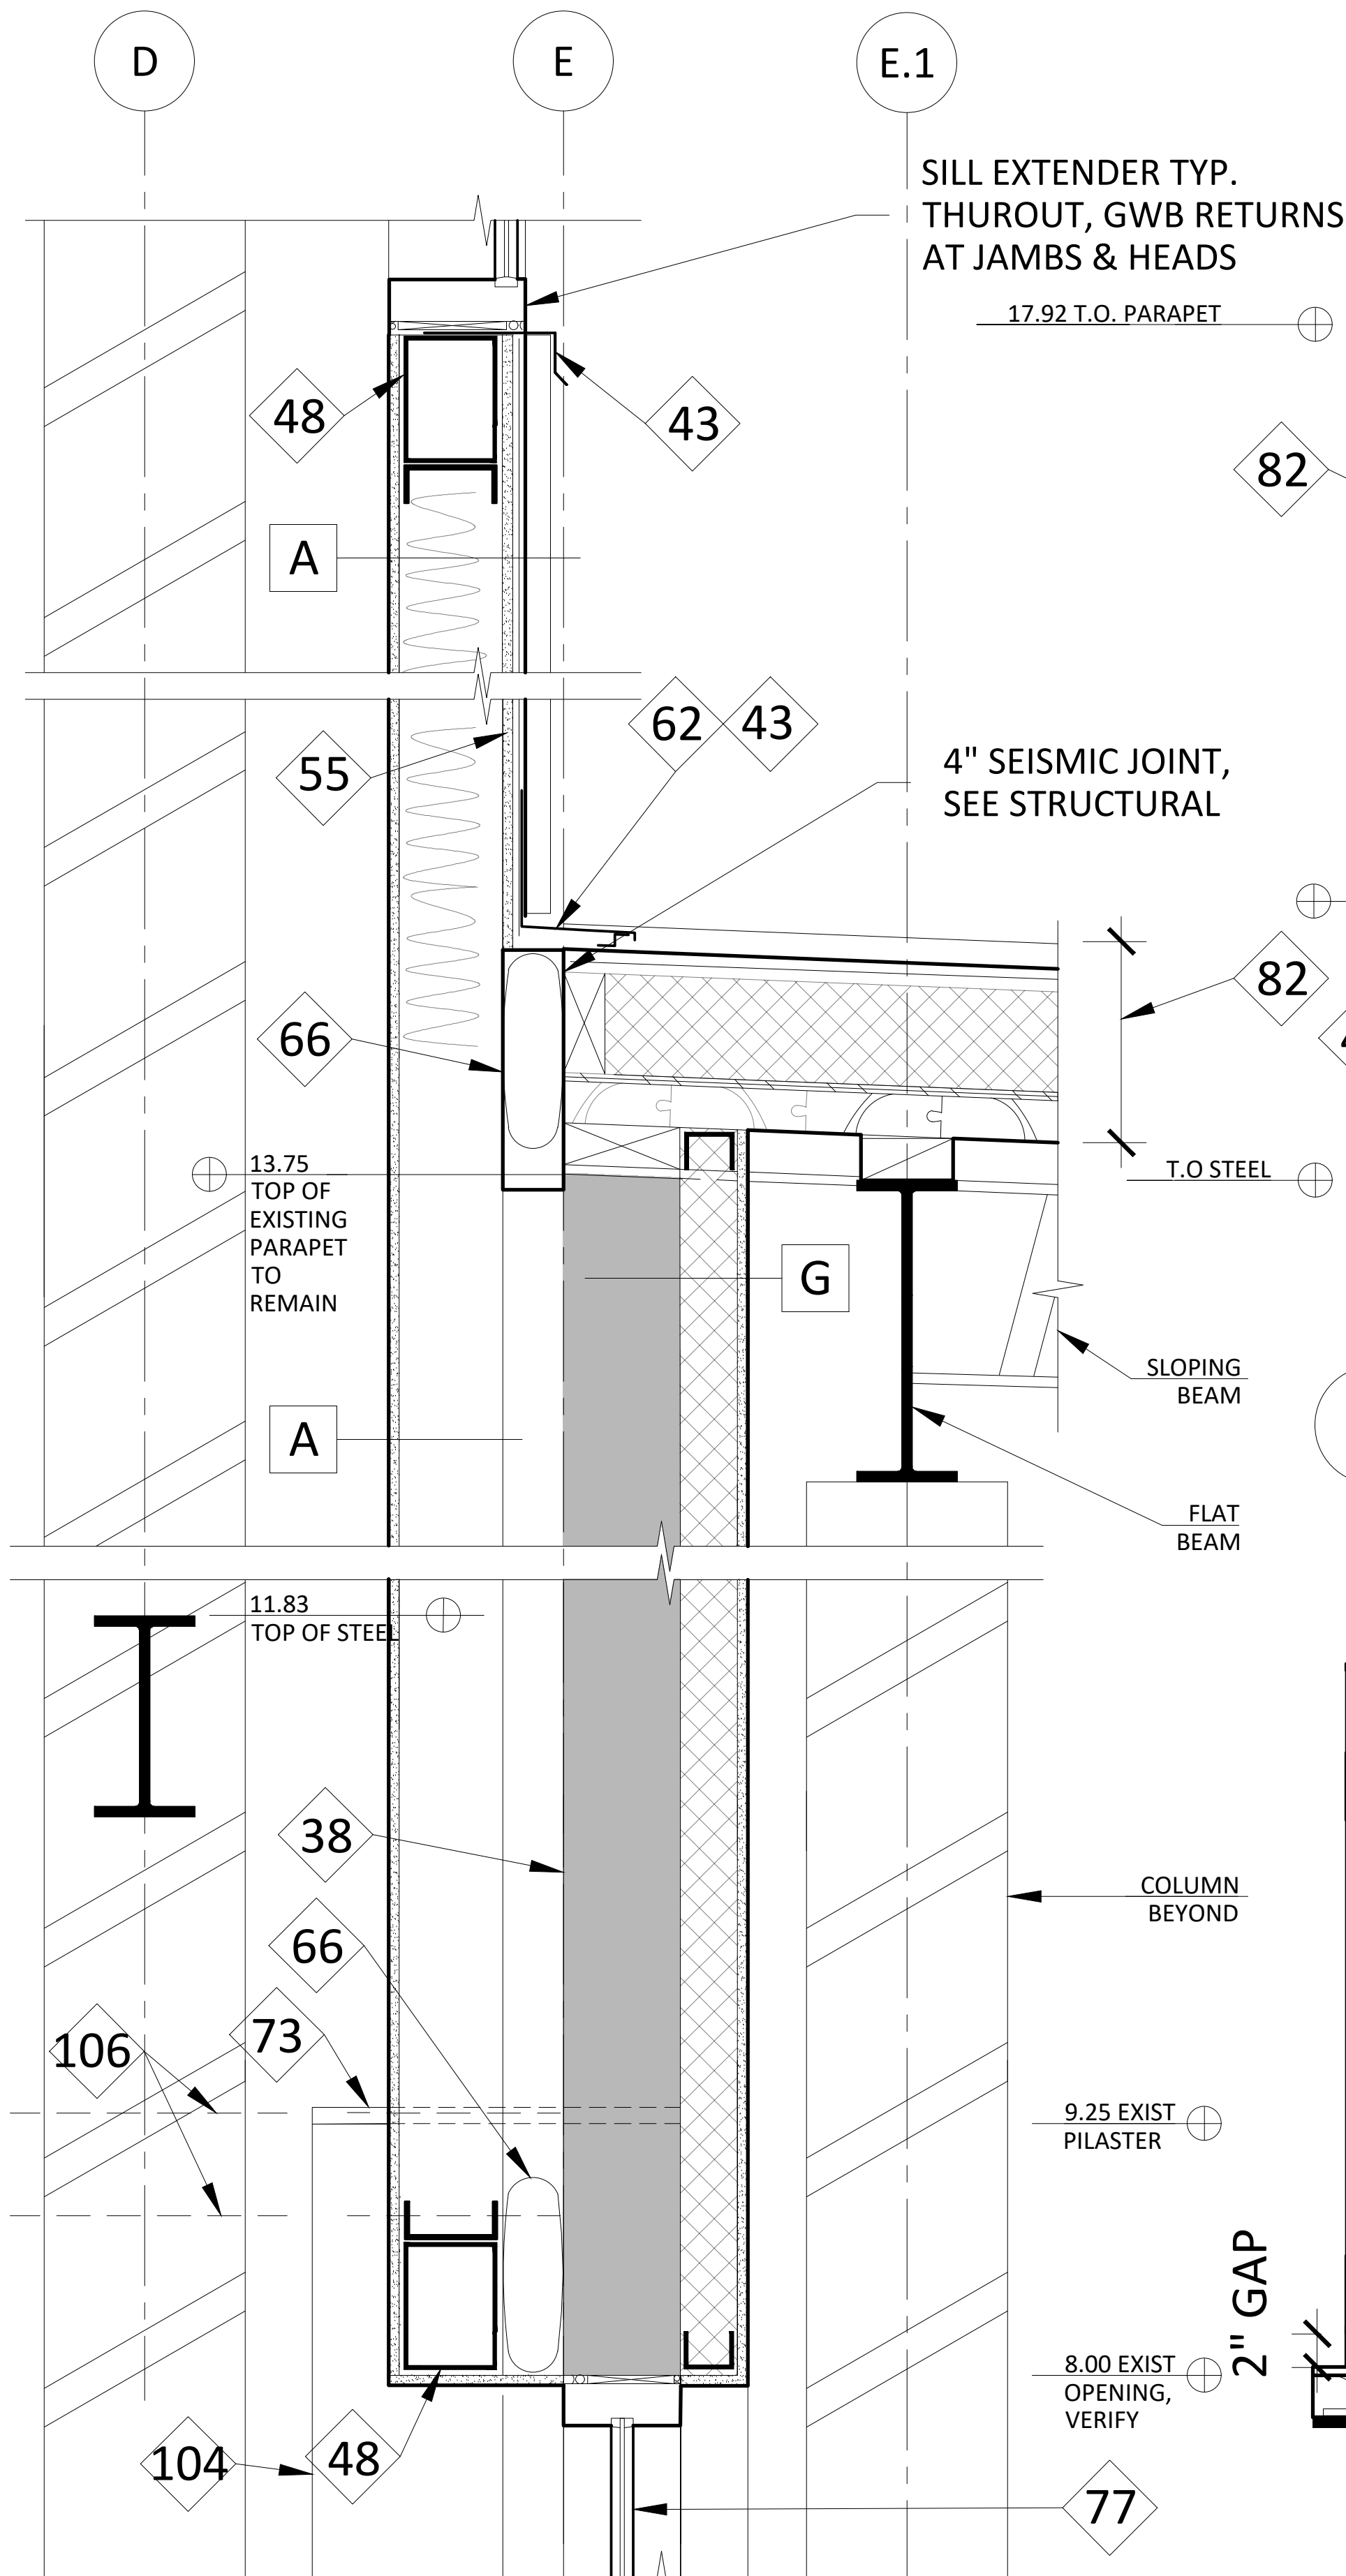 D
E
E.1
SILL EXTENDER TYP.
THUROUT, GWB RETURNS
AT JAMBS & HEADS
17.92 T.O. PARAPET
48
43
82
A
62
43
55
4" SEISMIC JOINT,
SEE STRUCTURAL
82
66
13.75
TOP OF
EXISTING
PARAPET
TO
REMAIN
T.O STEEL
G
SLOPING
BEAM
A
FLAT
BEAM
11.83
TOP OF STEEL
38
COLUMN
BEYOND
66
73
106
9.25 EXIST
PILASTER
2" GAP
8.00 EXIST
OPENING,
VERIFY
104
48
77